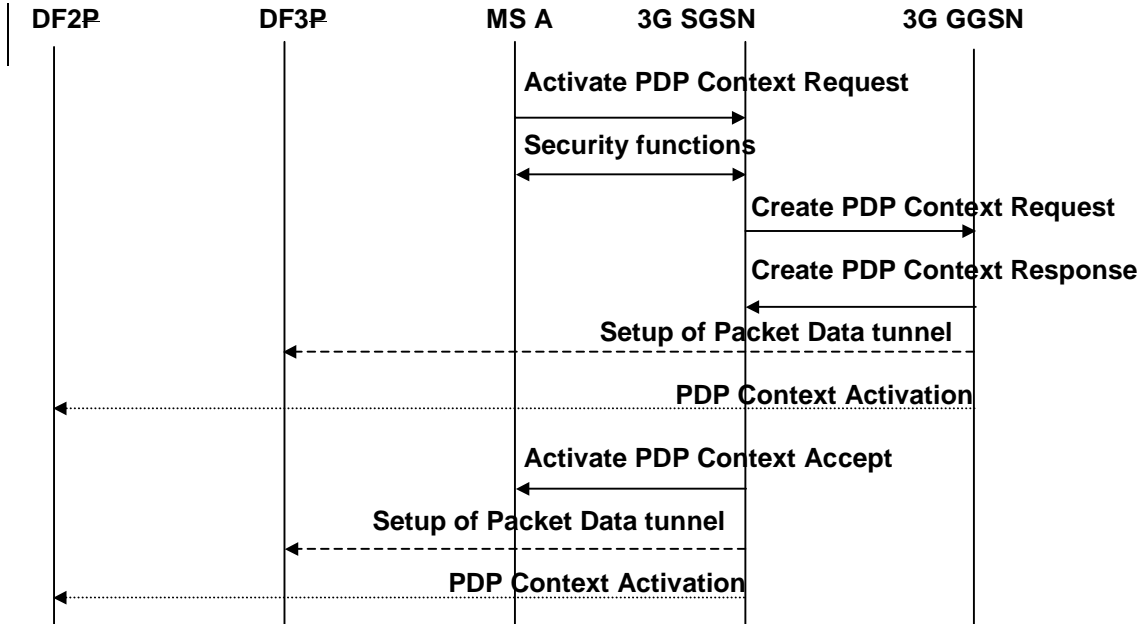 DF2P DF3P MS A 3G SGSN 3G GGSN
Activate PDP Context Request
Security functions
Create PDP Context Request
Create PDP Context Response
Setup of Packet Data tunnel
PDP Context Activation
Activate PDP Context Accept
Setup of Packet Data tunnel
PDP Context Activation